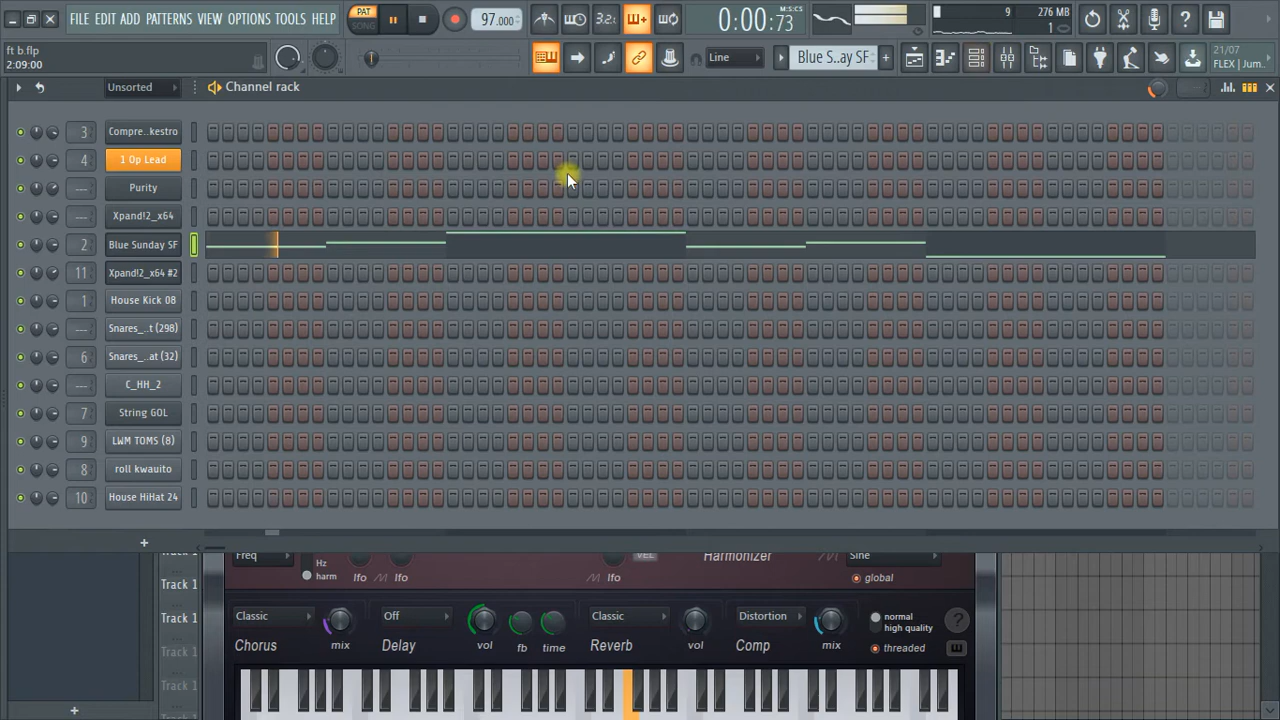 FILE EDIT ADD PATTERNS VIEW OPTIONS TOOLS HELP
PAT
SONG
97.000
3.2.
0:00:73
M:S:CS
9
276 MB
1
ft b.flp
2:09:00
Line
Blue S..ay SF
21/07
FLEX | Jum..
Unsorted
Channel rack
3 Compre..kestro
4 1 Op Lead
--- Purity
--- Xpand!2_x64
2 Blue Sunday SF
11 Xpand!2_x64 #2
1 House Kick 08
--- Snares_..t (298)
6 Snares_..at (32)
--- C_HH_2
7 String GOL
9 LWM TOMS (8)
8 roll kwauito
10 House HiHat 24
+
Track 1
Track 1
Track 1
Track 1
Track 1
Freq
Hz
harm
lfo
lfo
VEL
lfo
Harmonizer
Sine
global
Classic
Chorus
mix
Off
Delay
vol
fb
time
Classic
Reverb
vol
Distortion
Comp
mix
normal
high quality
threaded
?
+